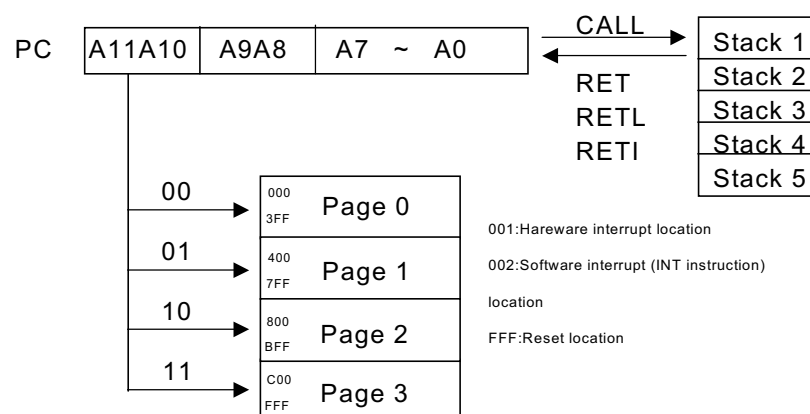 PC
A11A10 A9A8 A7 ~ A0
CALL
RET
RETL
RETI
Stack 1
Stack 2
Stack 3
Stack 4
Stack 5
00
000
3FF
Page 0
01
400
7FF
Page 1
10
800
BFF
Page 2
11
C00
FFF
Page 3
001:Hareware interrupt location
002:Software interrupt (INT instruction)
location
FFF:Reset location